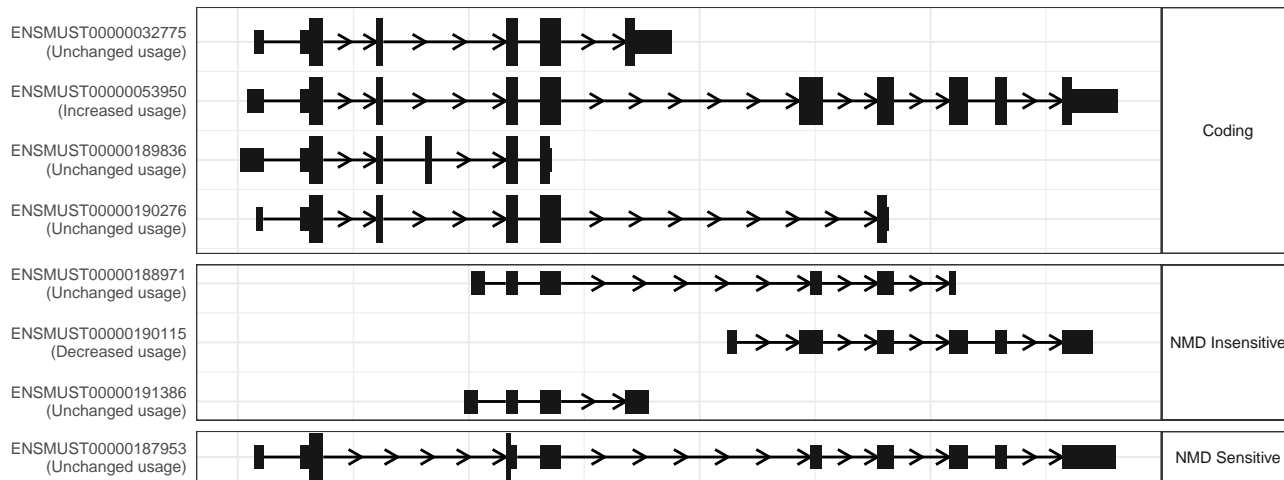 ENSMUST00000032775
(Unchanged usage)
ENSMUST00000053950
(Increased usage)
ENSMUST00000189836
(Unchanged usage)
ENSMUST00000190276
(Unchanged usage)
Coding
ENSMUST00000188971
(Unchanged usage)
ENSMUST00000190115
(Decreased usage)
ENSMUST00000191386
(Unchanged usage)
NMD Insensitive
ENSMUST00000187953
(Unchanged usage)
NMD Sensitive